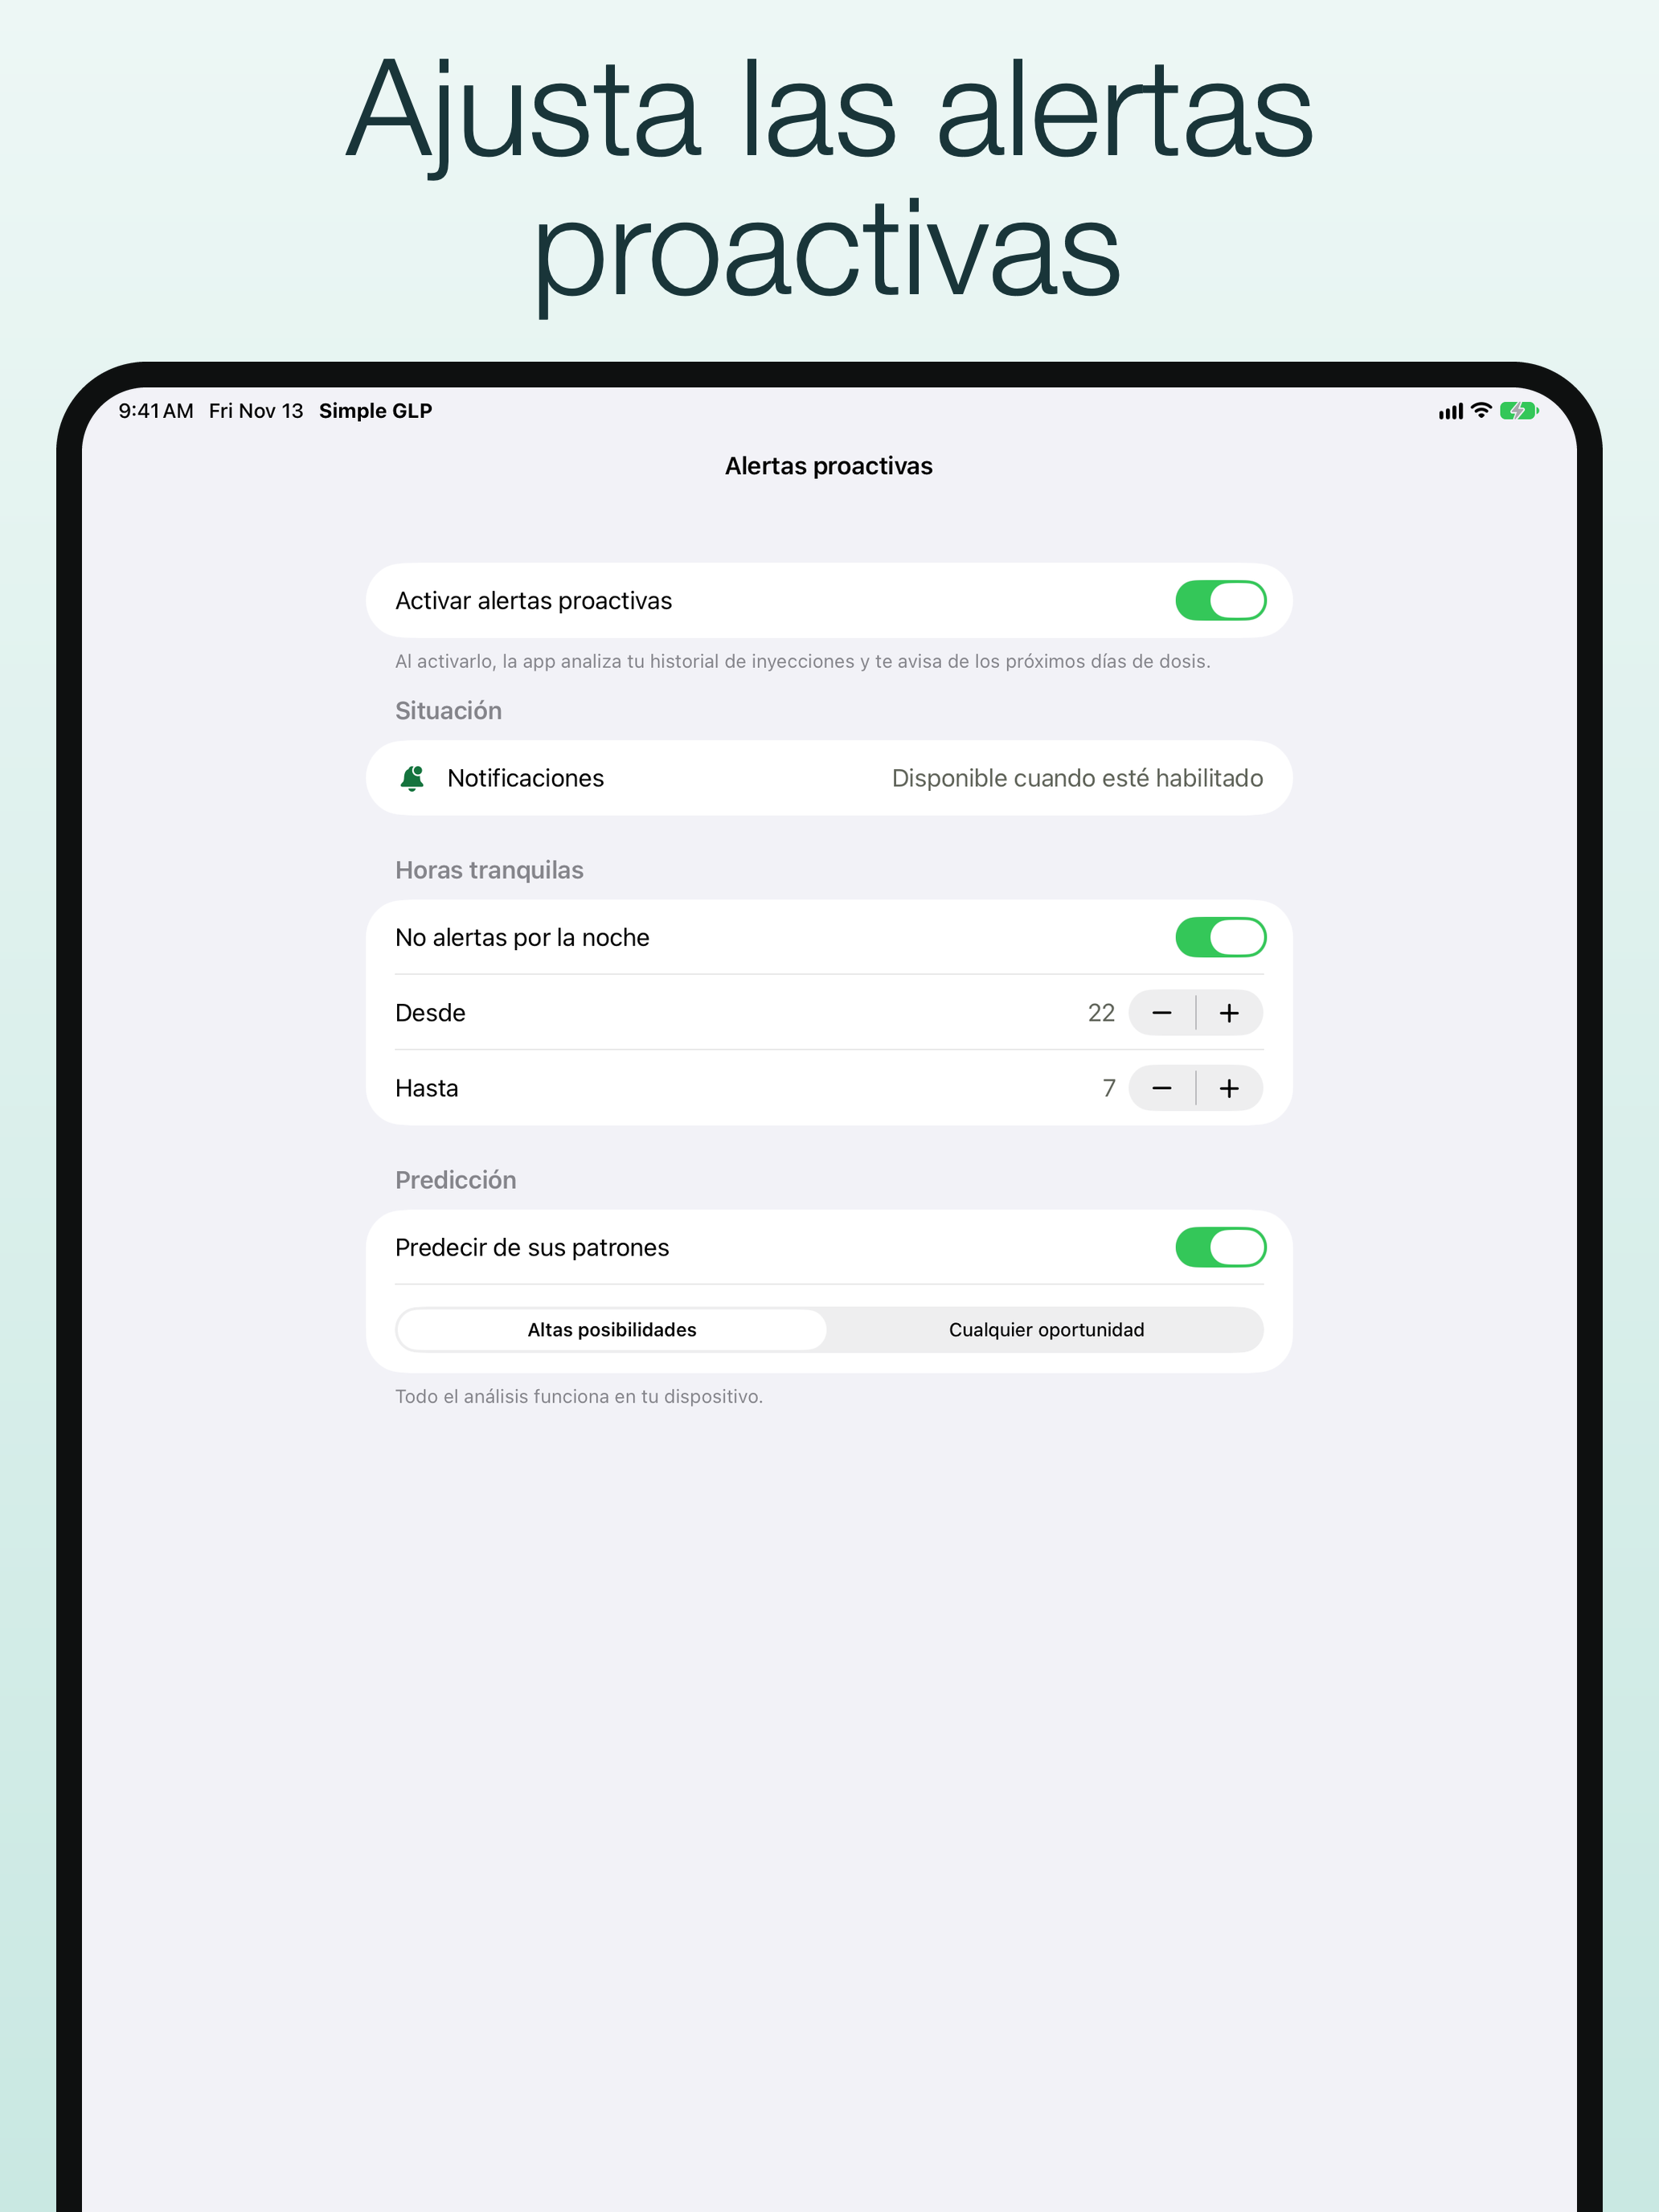 Ajusta las alertas
proactivas
9:41 AM Fri Nov 13 Simple GLP
Alertas proactivas
Activar alertas proactivas
Al activarlo, la app analiza tu historial de inyecciones y te avisa de los próximos días de dosis.
Situación
Notificaciones Disponible cuando esté habilitado
Horas tranquilas
No alertas por la noche
Desde 22 − +
Hasta 7 − +
Predicción
Predecir de sus patrones
Altas posibilidades Cualquier oportunidad
Todo el análisis funciona en tu dispositivo.